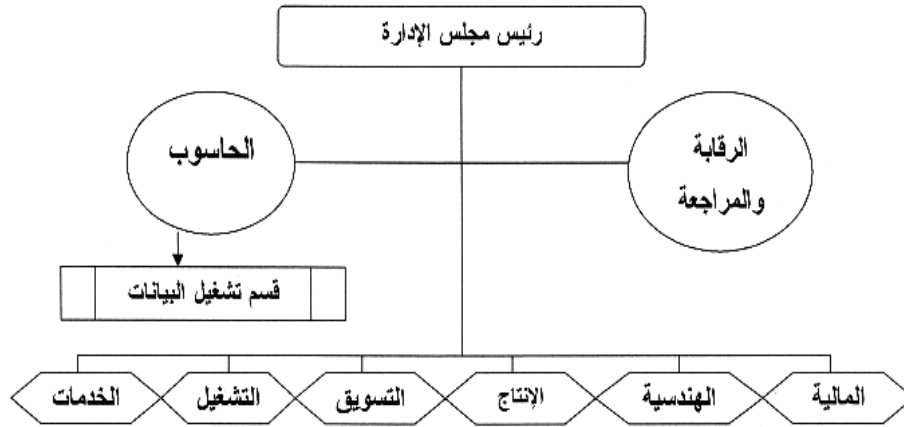 رئيس مجلس الإدارة
الرقابة
والمراجعة
الحاسوب
قسم تشغيل البيانات
المالية
الهندسية
الإنتاج
التسويق
التشغيل
الخدمات